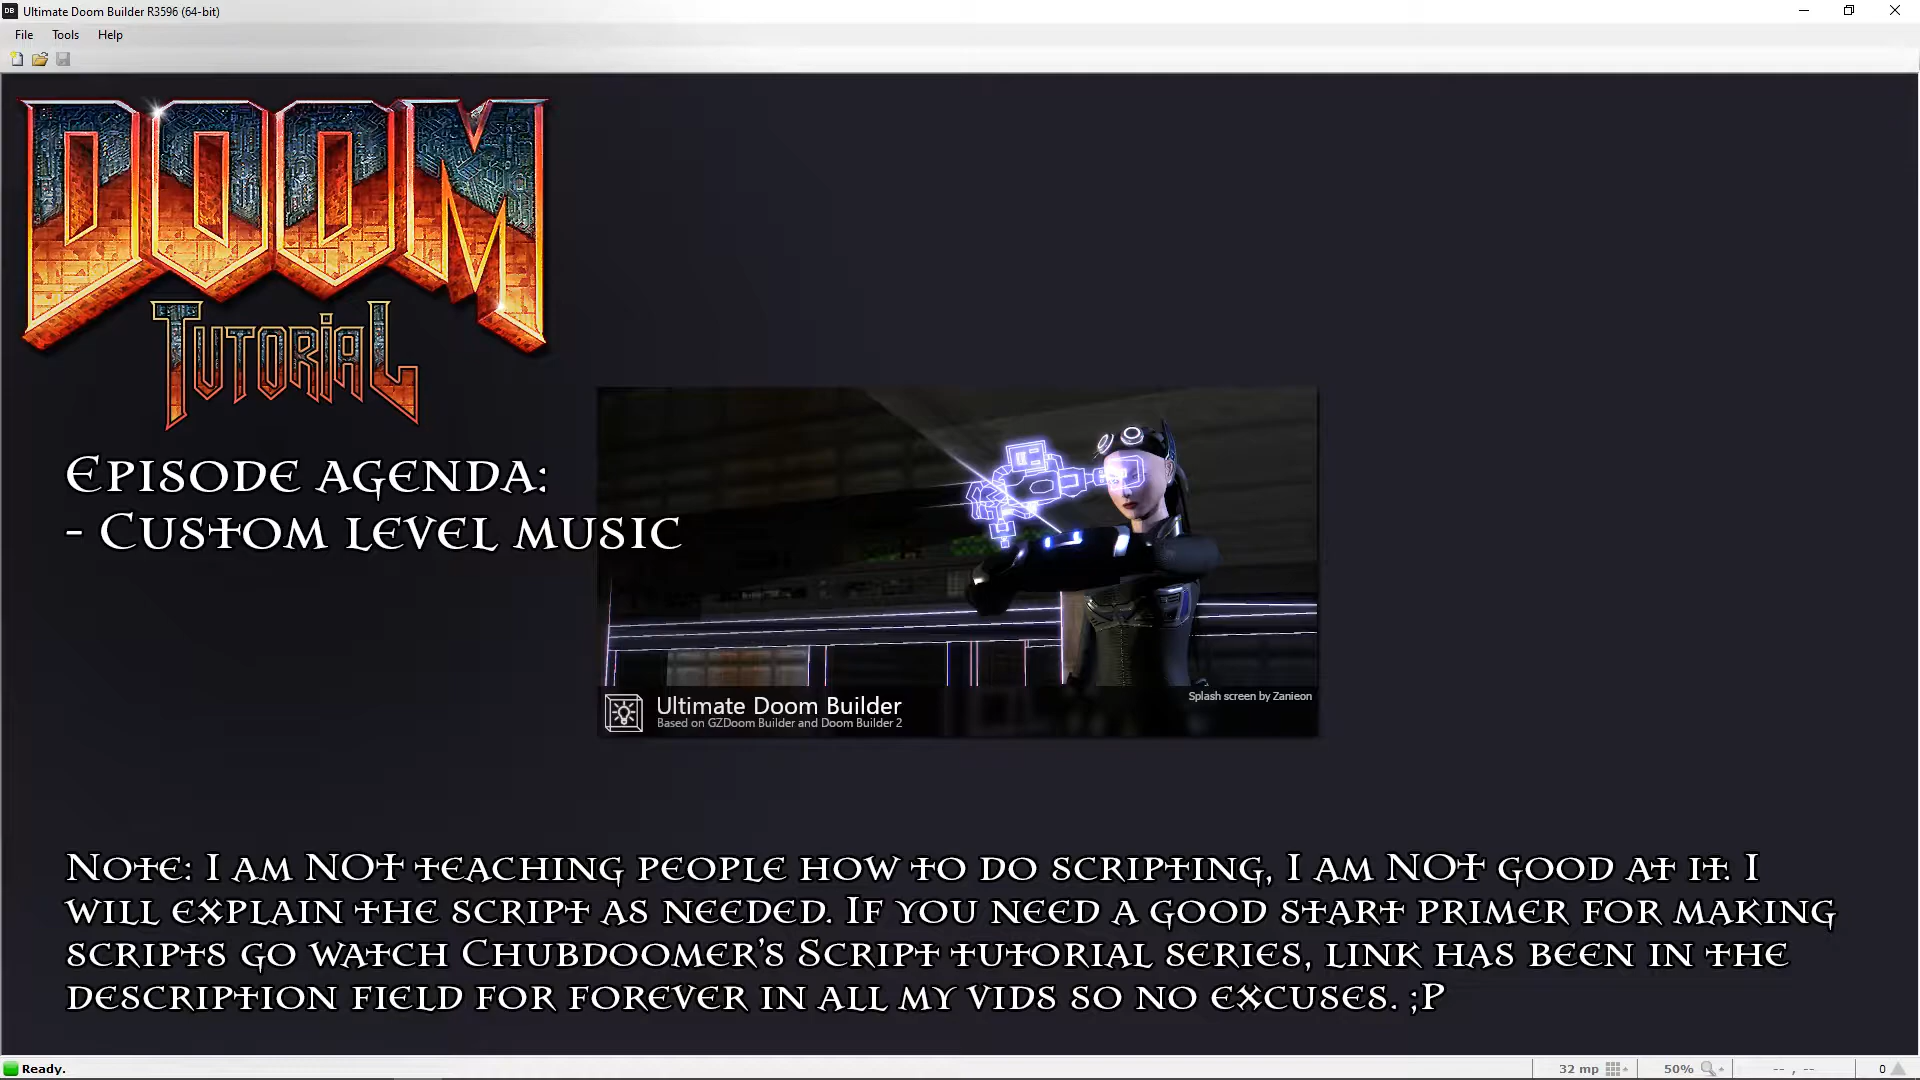 DB Ultimate Doom Builder R3596 (64-bit)
File Tools Help
DOOM
TUTORIAL
EPISODE AGENDA:
- CUSTOM LEVEL MUSIC
Ultimate Doom Builder
Based on GZDoom Builder and Doom Builder 2
Splash screen by Zanieon
NOTE: I AM NOT TEACHING PEOPLE HOW TO DO SCRIPTING, I AM NOT GOOD AT IT. I
WILL EXPLAIN THE SCRIPT AS NEEDED. IF YOU NEED A GOOD START PRIMER FOR MAKING
SCRIPTS GO WATCH CHUBDOOMER'S SCRIPT TUTORIAL SERIES, LINK HAS BEEN IN THE
DESCRIPTION FIELD FOR FOREVER IN ALL MY VIDS SO NO EXCUSES. ;P
Ready.
32 mp 50% -- , -- 0